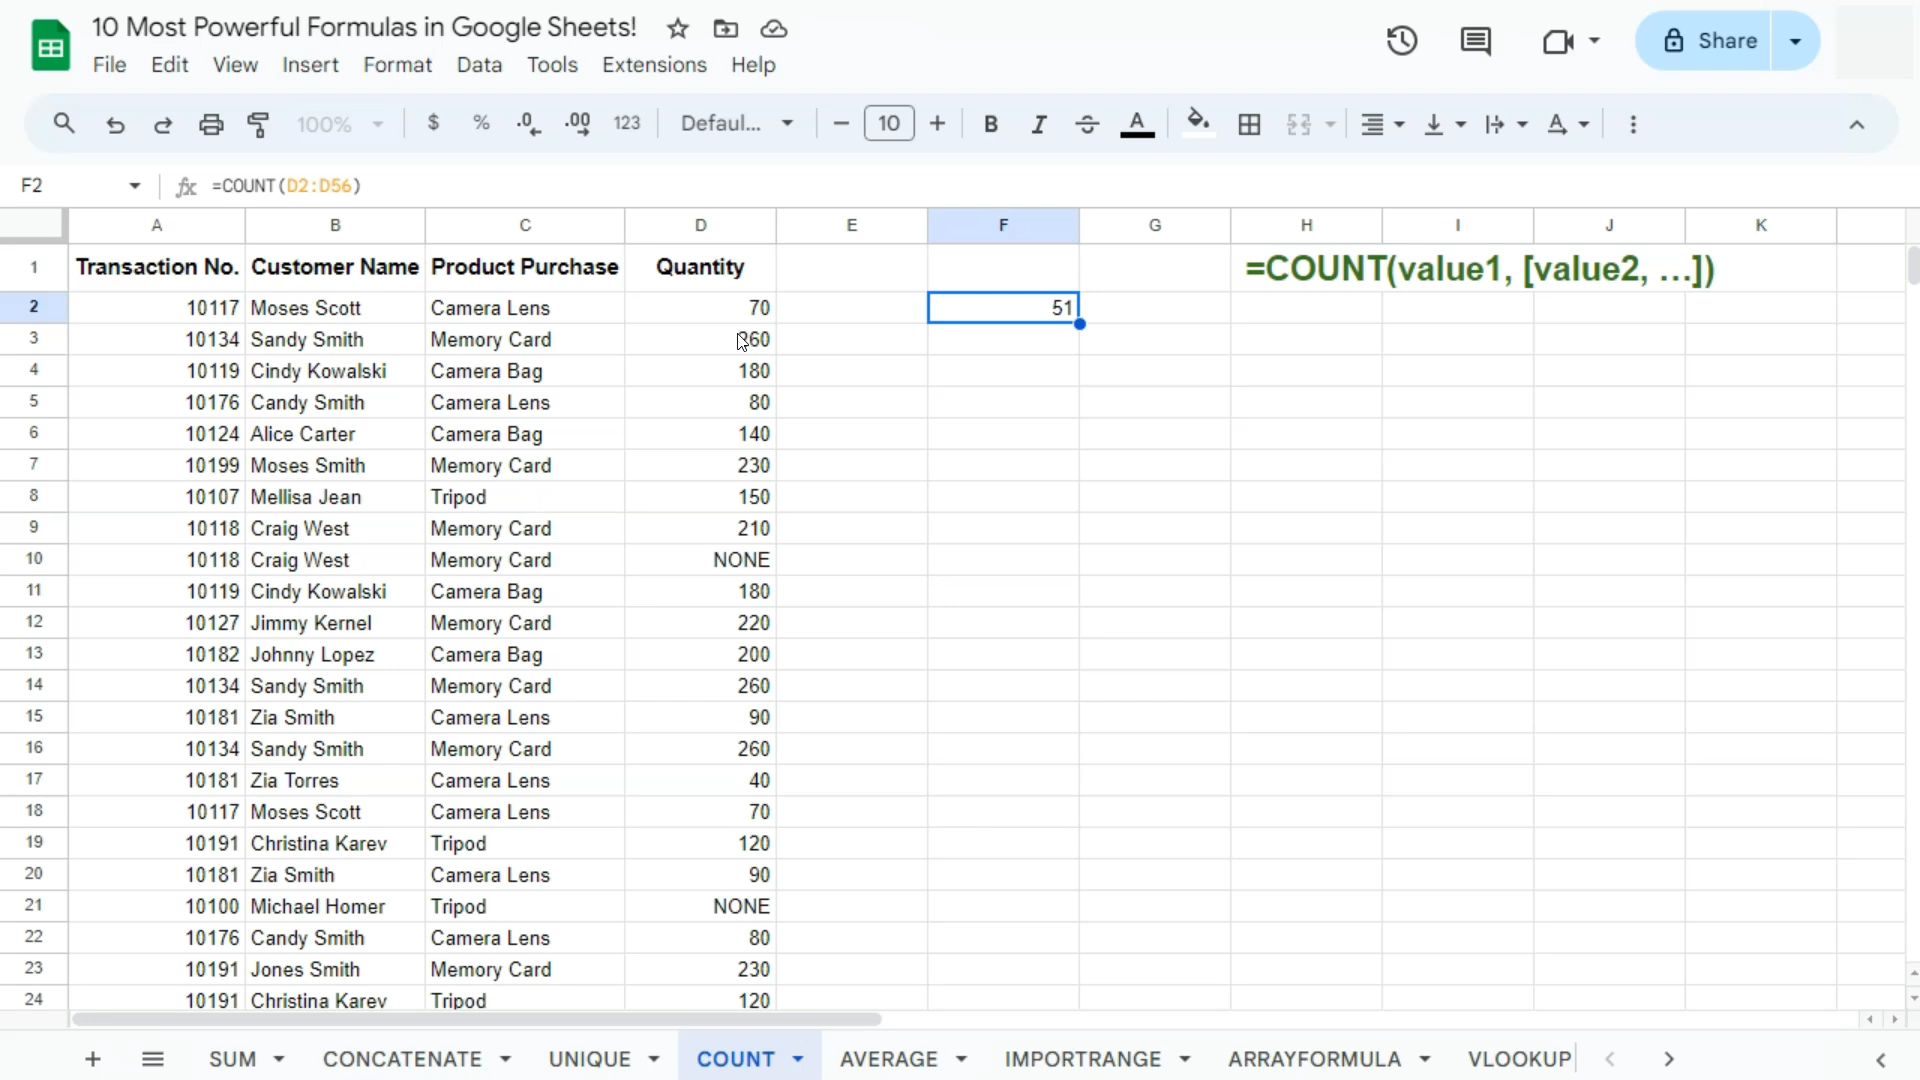 10 Most Powerful Formulas in Google Sheets!
File Edit View Insert Format Data Tools Extensions Help
Share
100% $ % .0 .00 123 Defaul... 10 B I A
F2 fx =COUNT(D2:D56)
A B C D E F G H I J K
1 Transaction No. Customer Name Product Purchase Quantity =COUNT(value1, [value2, ...])
2 10117 Moses Scott Camera Lens 70 51
3 10134 Sandy Smith Memory Card 260
4 10119 Cindy Kowalski Camera Bag 180
5 10176 Candy Smith Camera Lens 80
6 10124 Alice Carter Camera Bag 140
7 10199 Moses Smith Memory Card 230
8 10107 Mellisa Jean Tripod 150
9 10118 Craig West Memory Card 210
10 10118 Craig West Memory Card NONE
11 10119 Cindy Kowalski Camera Bag 180
12 10127 Jimmy Kernel Memory Card 220
13 10182 Johnny Lopez Camera Bag 200
14 10134 Sandy Smith Memory Card 260
15 10181 Zia Smith Camera Lens 90
16 10134 Sandy Smith Memory Card 260
17 10181 Zia Torres Camera Lens 40
18 10117 Moses Scott Camera Lens 70
19 10191 Christina Karev Tripod 120
20 10181 Zia Smith Camera Lens 90
21 10100 Michael Homer Tripod NONE
22 10176 Candy Smith Camera Lens 80
23 10191 Jones Smith Memory Card 230
24 10191 Christina Karev Tripod 120
SUM CONCATENATE UNIQUE COUNT AVERAGE IMPORTRANGE ARRAYFORMULA VLOOKUP